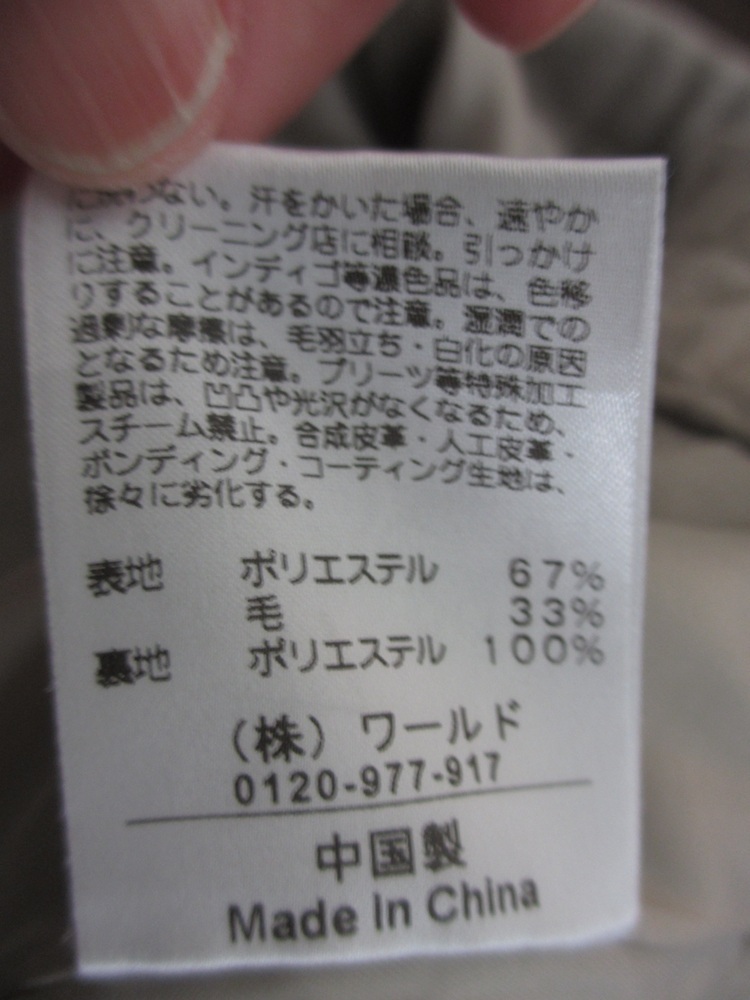 ない。汗をかいた場合、速やか
に、クリーニング店に相談。引っかけ
に注意。インディゴ等濃色品は、色移
りすることがあるので注意。湿潤での
過剰な摩擦は、毛羽立ち・白化の原因
となるため注意。プリーツ等特殊加工
製品は、凹凸や光沢がなくなるため、
スチーム禁止。合成皮革・人工皮革・
ボンディング・コーティング生地は、
徐々に劣化する。
表地 ポリエステル 67%
毛 33%
裏地 ポリエステル 100%
(株) ワールド
0120-977-917
中国製
Made In China